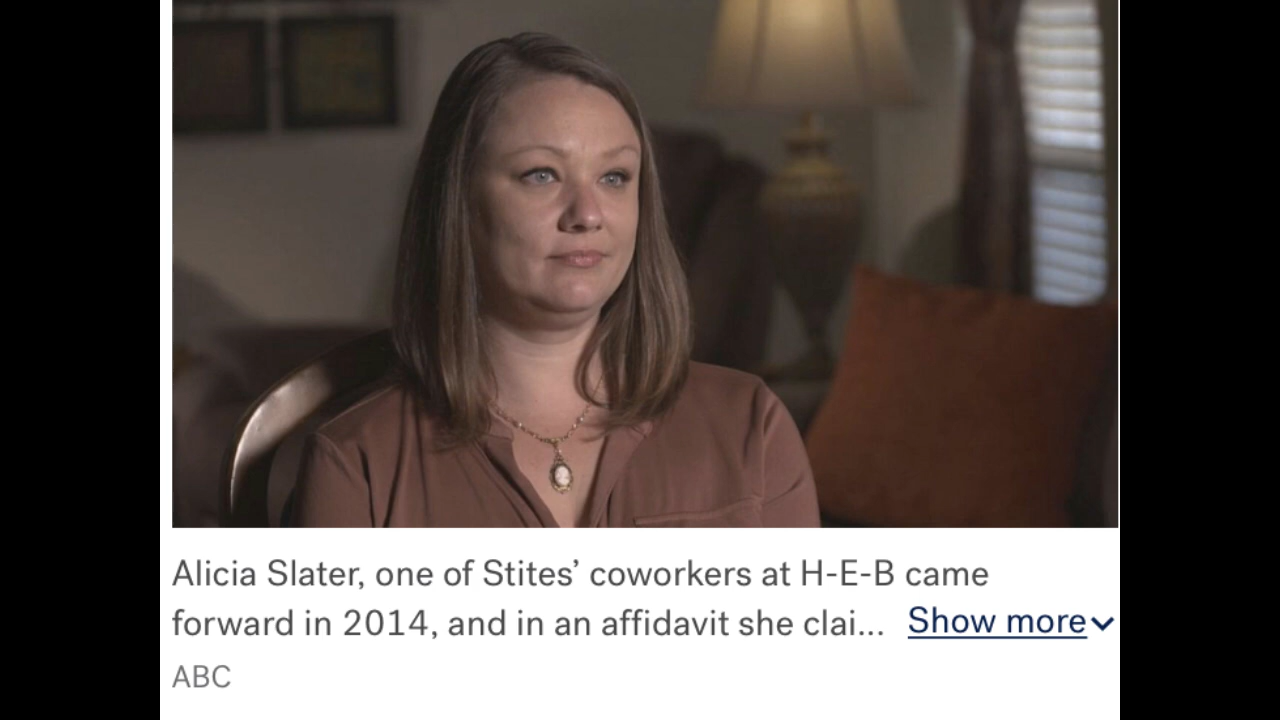 Alicia Slater, one of Stites’ coworkers at H-E-B came
forward in 2014, and in an affidavit she clai... Show more
ABC